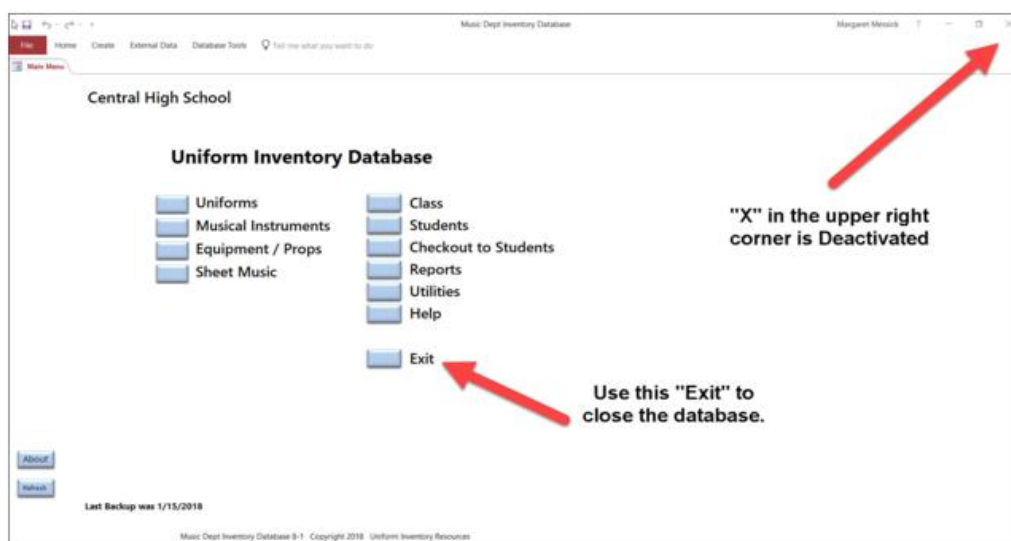 Music Dept Inventory Database
Margaret Messick ?
File Home Create External Data Database Tools Tell me what you want to do
Main Menu
Central High School
Uniform Inventory Database
Uniforms
Musical Instruments
Equipment / Props
Sheet Music
Class
Students
Checkout to Students
Reports
Utilities
Help
Exit
"X" in the upper right
corner is Deactivated
Use this "Exit" to
close the database.
About
Refresh
Last Backup was 1/15/2018
Music Dept Inventory Database 8-1 Copyright 2018 Uniform Inventory Resources